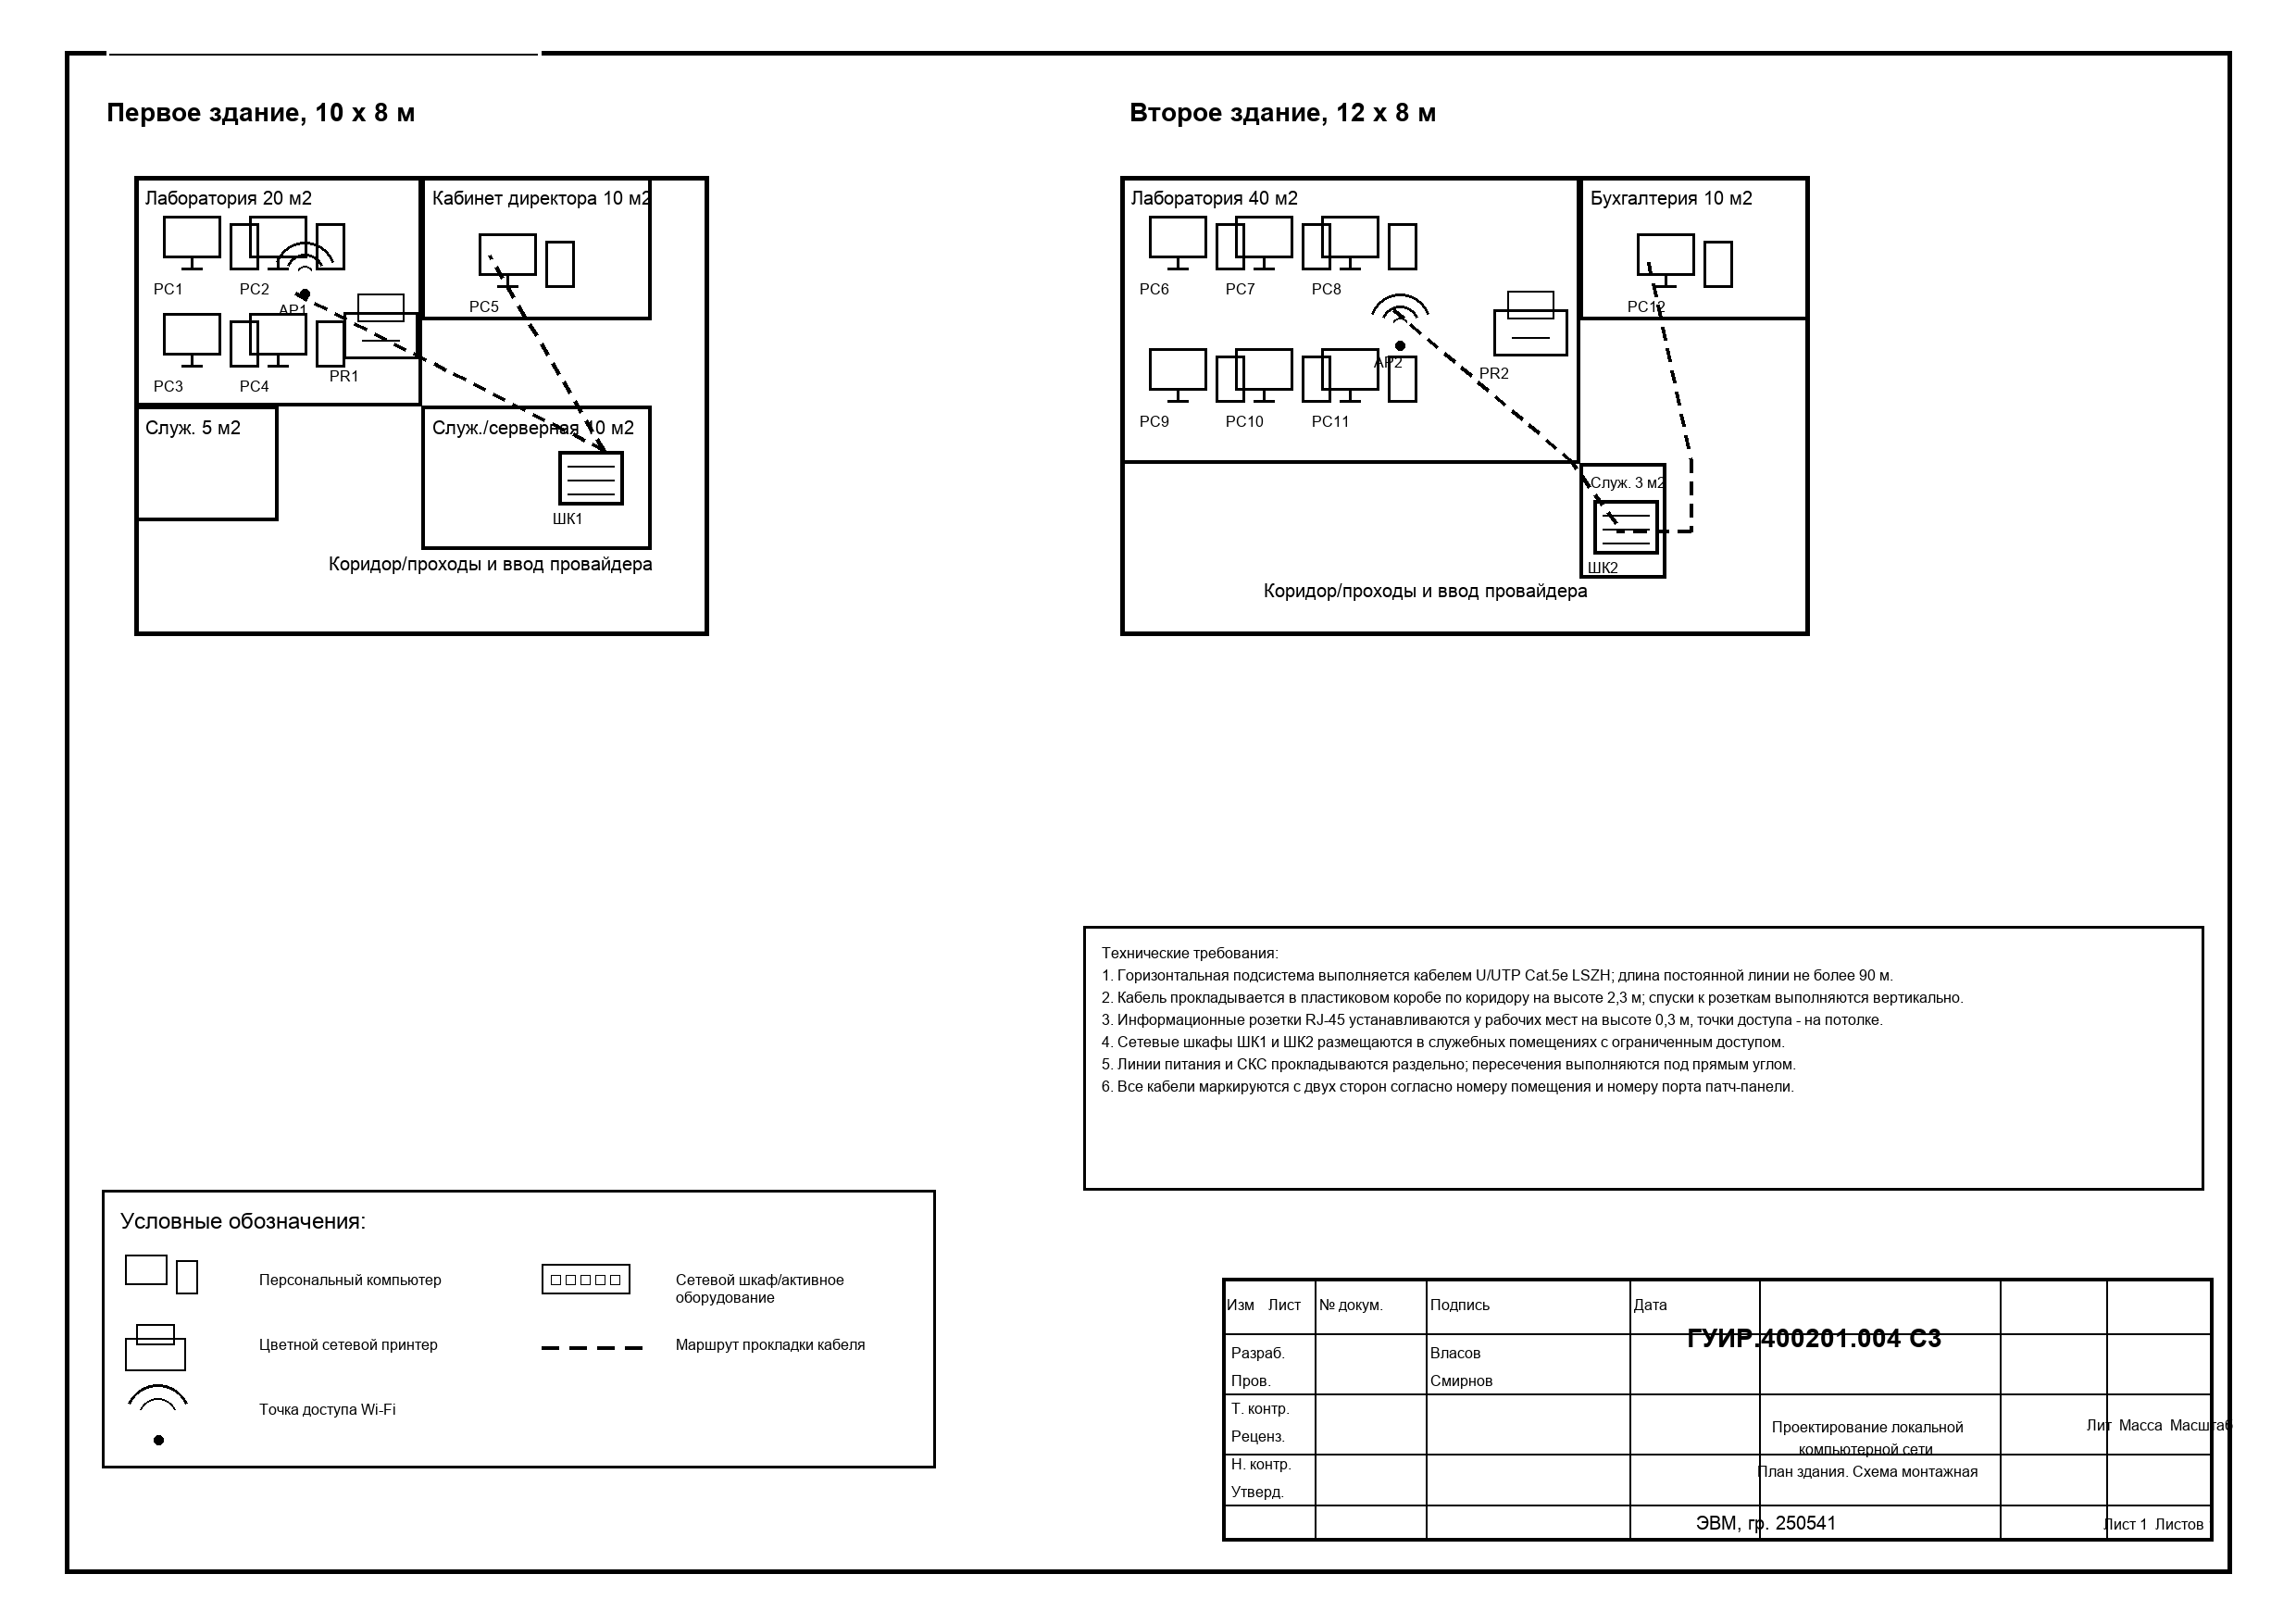 Первое здание, 10 x 8 м
Лаборатория 20 м2
PC1
PC2
AP1
PC3
PC4
PR1
Кабинет директора 10 м2
PC5
Служ. 5 м2
Служ./серверная 10 м2
ШК1
Коридор/проходы и ввод провайдера
Второе здание, 12 x 8 м
Лаборатория 40 м2
PC6
PC7
PC8
AP2
PR2
PC9
PC10
PC11
Бухгалтерия 10 м2
PC12
Служ. 3 м2
ШК2
Коридор/проходы и ввод провайдера
Технические требования:
1. Горизонтальная подсистема выполняется кабелем U/UTP Cat.5e LSZH; длина постоянной линии не более 90 м.
2. Кабель прокладывается в пластиковом коробе по коридору на высоте 2,3 м; спуски к розеткам выполняются вертикально.
3. Информационные розетки RJ-45 устанавливаются у рабочих мест на высоте 0,3 м, точки доступа - на потолке.
4. Сетевые шкафы ШК1 и ШК2 размещаются в служебных помещениях с ограниченным доступом.
5. Линии питания и СКС прокладываются раздельно; пересечения выполняются под прямым углом.
6. Все кабели маркируются с двух сторон согласно номеру помещения и номеру порта патч-панели.
Условные обозначения:
Персональный компьютер
Сетевой шкаф/активное
оборудование
Цветной сетевой принтер
Маршрут прокладки кабеля
Точка доступа Wi-Fi
Изм Лист № докум. Подпись Дата
ГУИР.400201.004 С3
Разраб. Власов
Пров. Смирнов
Т. контр.
Реценз.
Н. контр.
Утверд.
Проектирование локальной
компьютерной сети
План здания. Схема монтажная
Лит Масса Масштаб
ЭВМ, гр. 250541
Лист 1 Листов